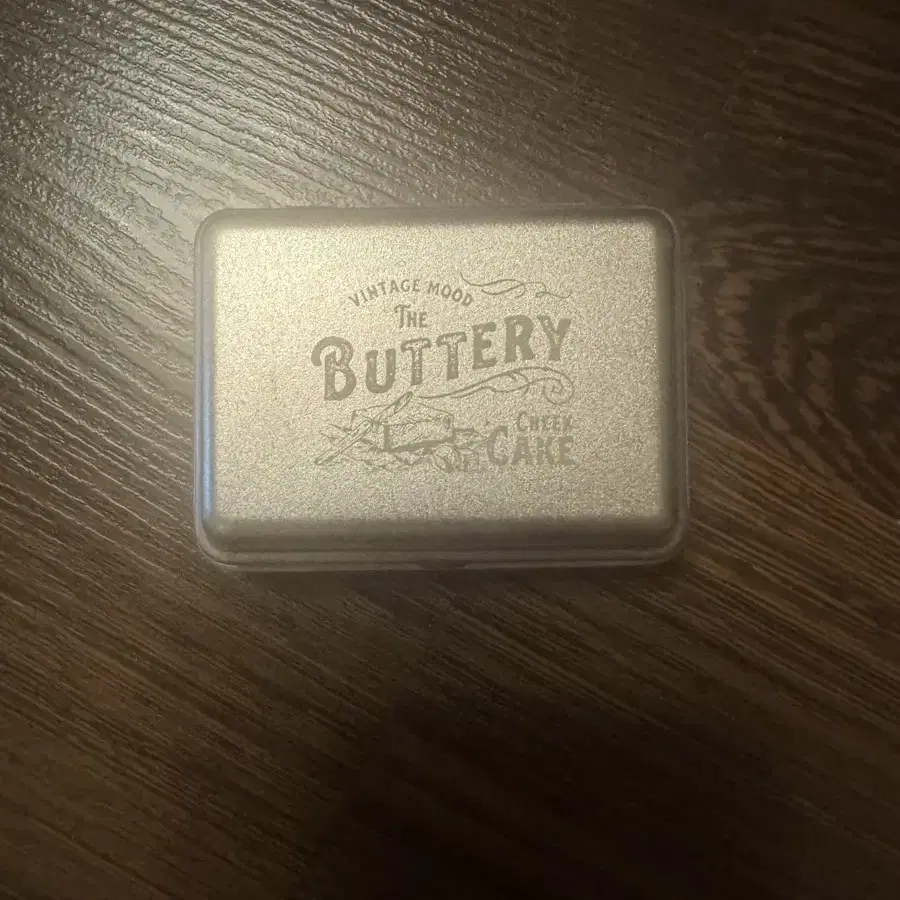 VINTAGE MOOD
THE
BUTTERY
CHEEK
CAKE